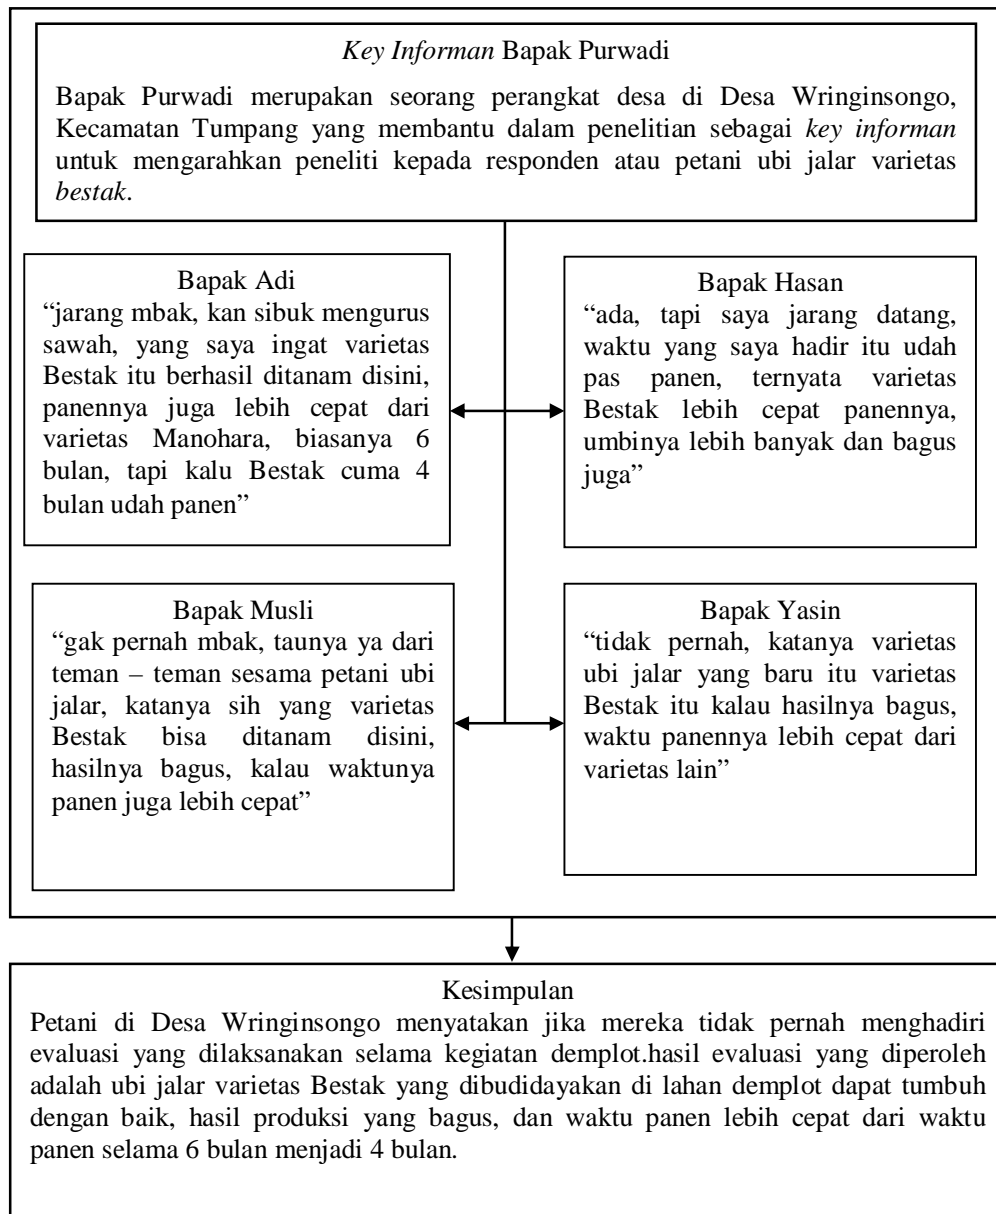 Key Informan Bapak Purwadi
Bapak Purwadi merupakan seorang perangkat desa di Desa Wringinsongo,
Kecamatan Tumpang yang membantu dalam penelitian sebagai key informan
untuk mengarahkan peneliti kepada responden atau petani ubi jalar varietas
bestak.
Bapak Adi
“jarang mbak, kan sibuk mengurus
sawah, yang saya ingat varietas
Bestak itu berhasil ditanam disini,
panennya juga lebih cepat dari
varietas Manohara, biasanya 6
bulan, tapi kalu Bestak cuma 4
bulan udah panen”
Bapak Hasan
“ada, tapi saya jarang datang,
waktu yang saya hadir itu udah
pas panen, ternyata varietas
Bestak lebih cepat panennya,
umbinya lebih banyak dan bagus
juga”
Bapak Musli
“gak pernah mbak, taunya ya dari
teman – teman sesama petani ubi
jalar, katanya sih yang varietas
Bestak bisa ditanam disini,
hasilnya bagus, kalau waktunya
panen juga lebih cepat”
Bapak Yasin
“tidak pernah, katanya varietas
ubi jalar yang baru itu varietas
Bestak itu kalau hasilnya bagus,
waktu panennya lebih cepat dari
varietas lain”
Kesimpulan
Petani di Desa Wringinsongo menyatakan jika mereka tidak pernah menghadiri
evaluasi yang dilaksanakan selama kegiatan demplot.hasil evaluasi yang diperoleh
adalah ubi jalar varietas Bestak yang dibudidayakan di lahan demplot dapat tumbuh
dengan baik, hasil produksi yang bagus, dan waktu panen lebih cepat dari waktu
panen selama 6 bulan menjadi 4 bulan.